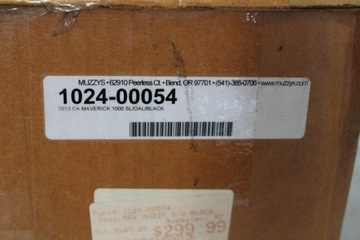 MUZZYS • 62910 Peerless Ct. • Bend, OR 97701 • (541)-385-0706 • www.muzzys.com
1024-00054
2013 CA MAVERICK 1000 SL/DAL/BLACK
$299.99